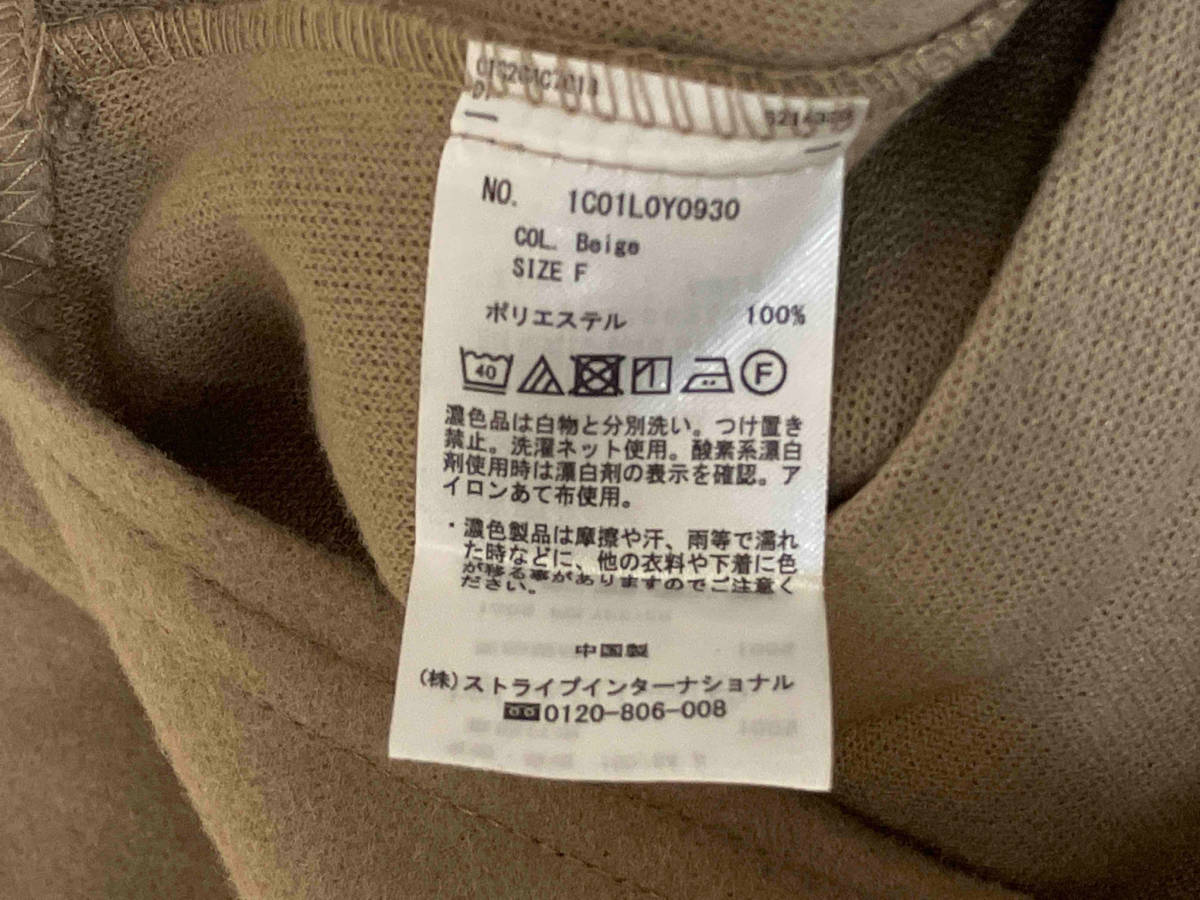 NO. 1C01L0Y0930
COL. Beige
SIZE F
ポリエステル 100%
40 F
濃色品は白物と分別洗い。つけ置き
禁止。洗濯ネット使用。酸素系漂白
剤使用時は漂白剤の表示を確認。ア
イロンあて布使用。
・濃色製品は摩擦や汗、雨等で濡れ
た時などに、他の衣料や下着に色
が移る事がありますのでご注意く
ださい。
中国製
(株)ストライプインターナショナル
0120-806-008